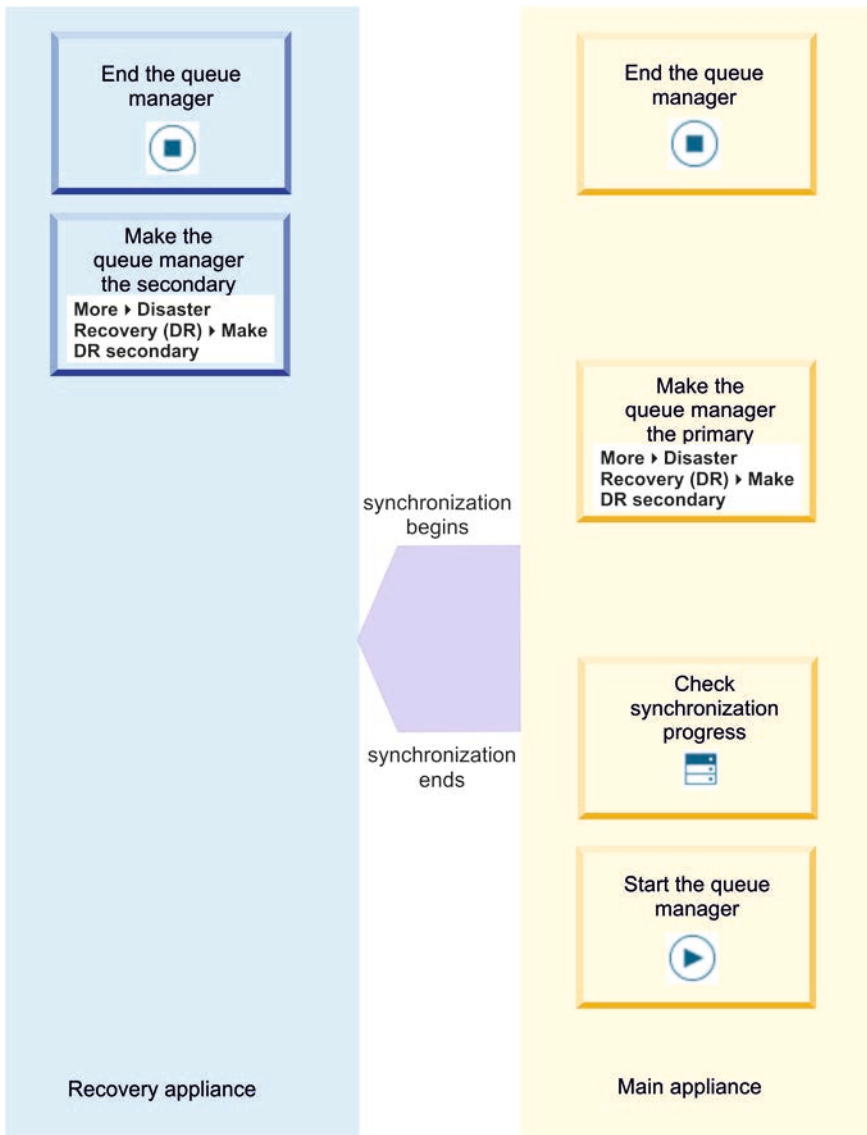 End the queue
manager
Make the
queue manager
the secondary
More ▸ Disaster
Recovery (DR) ▸ Make
DR secondary
Recovery appliance
synchronization
begins
synchronization
ends
End the queue
manager
Make the
queue manager
the primary
More ▸ Disaster
Recovery (DR) ▸ Make
DR secondary
Check
synchronization
progress
Start the queue
manager
Main appliance